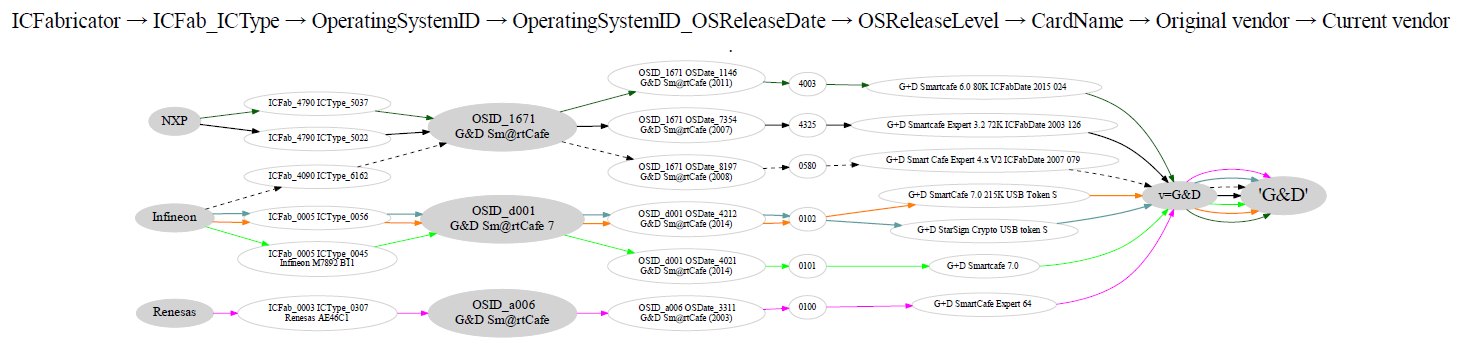 ICFabricator → ICFab_ICType → OperatingSystemID → OperatingSystemID_OSReleaseDate → OSReleaseLevel → CardName → Original vendor → Current vendor
.
NXP
Infineon
Renesas
ICFab_4790 ICType_5037
ICFab_4790 ICType_5022
ICFab_4090 ICType_6162
ICFab_0005 ICType_0056
ICFab_0005 ICType_0045
Infineon M7892 B11
ICFab_0003 ICType_0307
Renesas AE46C1
OSID_1671
G&D Sm@rtCafe
OSID_d001
G&D Sm@rtCafe 7
OSID_a006
G&D Sm@rtCafe
OSID_1671 OSDate_1146
G&D Sm@rtCafe (2011)
OSID_1671 OSDate_7354
G&D Sm@rtCafe (2007)
OSID_1671 OSDate_8197
G&D Sm@rtCafe (2008)
OSID_d001 OSDate_4212
G&D Sm@rtCafe (2014)
OSID_d001 OSDate_4021
G&D Sm@rtCafe (2014)
OSID_a006 OSDate_3311
G&D Sm@rtCafe (2003)
4003
4325
0580
0102
0101
0100
G+D Smartcafe 6.0 80K ICFabDate 2015 024
G+D Smartcafe Expert 3.2 72K ICFabDate 2003 126
G+D Smart Cafe Expert 4.x V2 ICFabDate 2007 079
G+D SmartCafe 7.0 215K USB Token S
G+D StarSign Crypto USB token S
G+D Smartcafe 7.0
G+D SmartCafe Expert 64
v=G&D
'G&D'